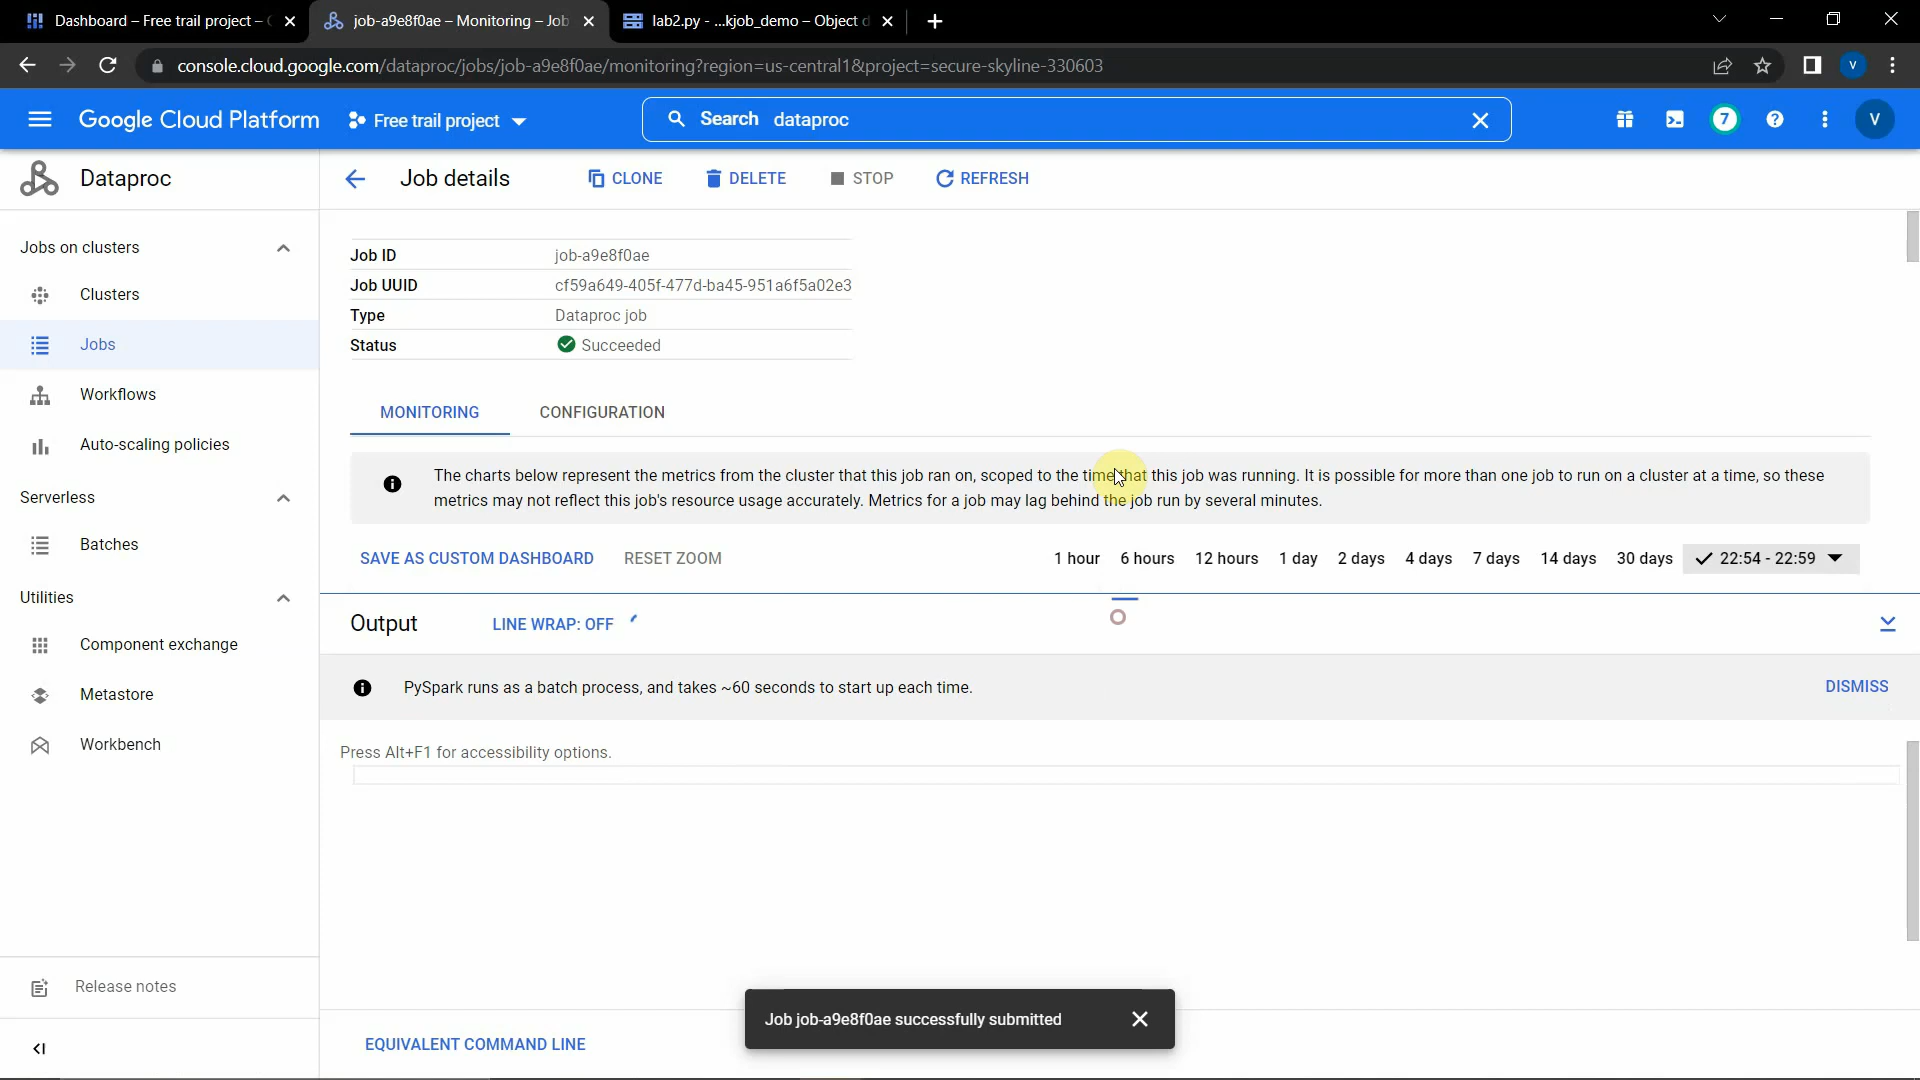 Dashboard – Free trail project – (
job-a9e8f0ae – Monitoring – Job
lab2.py - ...kjob_demo – Object d
console.cloud.google.com/dataproc/jobs/job-a9e8f0ae/monitoring?region=us-central1&project=secure-skyline-330603
V
Google Cloud Platform
Free trail project
Search dataproc
7
V
Dataproc
Job details
CLONE
DELETE
STOP
REFRESH
Jobs on clusters
Clusters
Jobs
Workflows
Auto-scaling policies
Serverless
Batches
Utilities
Component exchange
Metastore
Workbench
Release notes
Job ID job-a9e8f0ae
Job UUID cf59a649-405f-477d-ba45-951a6f5a02e3
Type Dataproc job
Status Succeeded
MONITORING
CONFIGURATION
The charts below represent the metrics from the cluster that this job ran on, scoped to the time that this job was running. It is possible for more than one job to run on a cluster at a time, so these
metrics may not reflect this job's resource usage accurately. Metrics for a job may lag behind the job run by several minutes.
SAVE AS CUSTOM DASHBOARD
RESET ZOOM
1 hour 6 hours 12 hours 1 day 2 days 4 days 7 days 14 days 30 days 22:54 - 22:59
Output
LINE WRAP: OFF
PySpark runs as a batch process, and takes ~60 seconds to start up each time.
DISMISS
Press Alt+F1 for accessibility options.
Job job-a9e8f0ae successfully submitted
EQUIVALENT COMMAND LINE